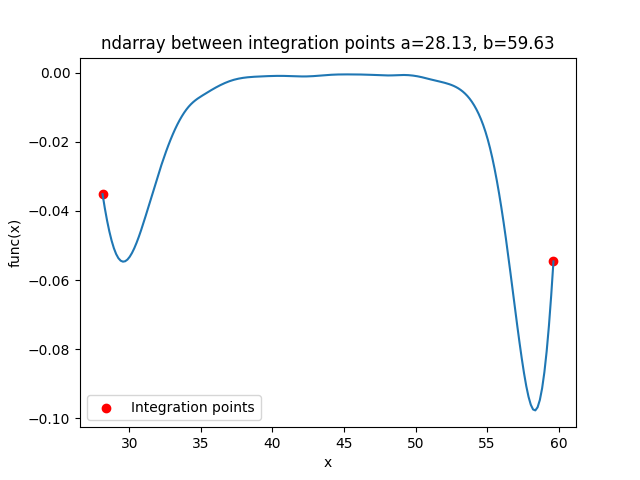 ndarray between integration points a=28.13, b=59.63
0.00
−0.02
−0.04
−0.06
−0.08
−0.10
func(x)
Integration points
30 35 40 45 50 55 60
x